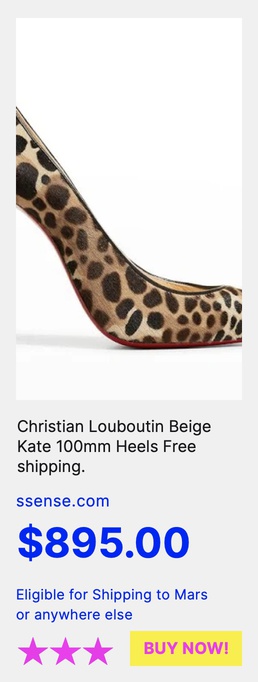 Christian Louboutin Beige
Kate 100mm Heels Free
shipping.
ssense.com
$895.00
Eligible for Shipping to Mars
or anywhere else
BUY NOW!